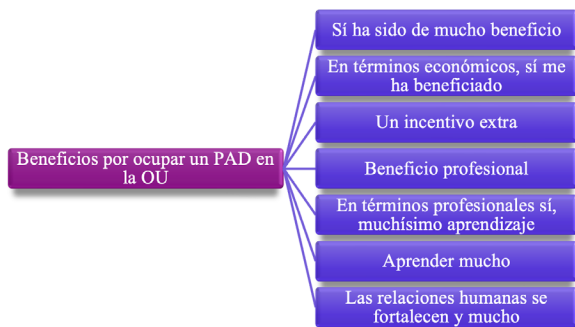 Beneficios por ocupar un PAD en
la OU
Sí ha sido de mucho beneficio
En términos económicos, sí me
ha beneficiado
Un incentivo extra
Beneficio profesional
En términos profesionales sí,
muchísimo aprendizaje
Aprender mucho
Las relaciones humanas se
fortalecen y mucho